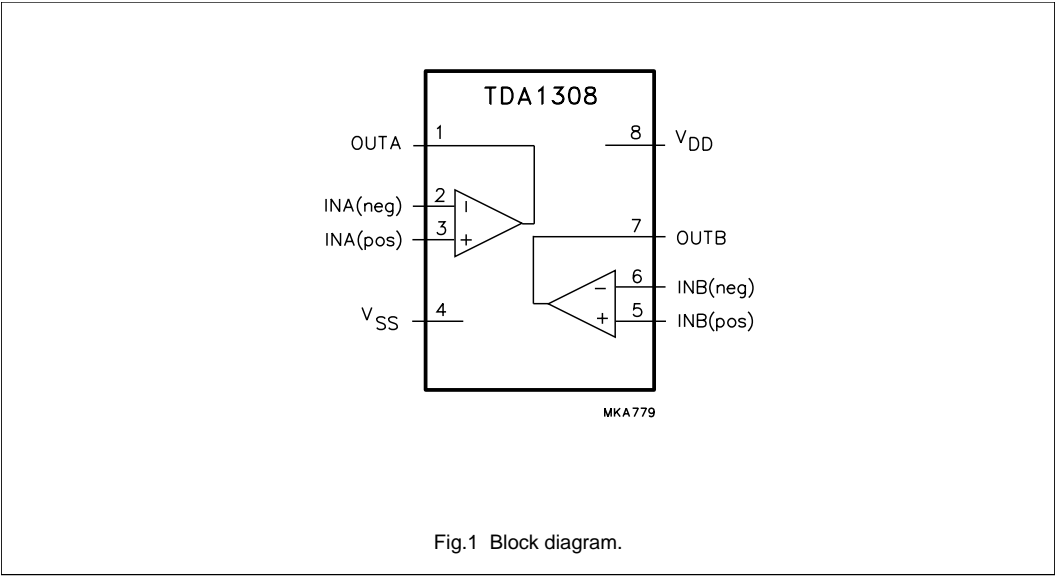 TDA1308
OUTA 1
8 VDD
INA(neg) 2
INA(pos) 3
-
+
7 OUTB
6 INB(neg)
5 INB(pos)
-
+
VSS 4
MKA779
Fig.1 Block diagram.